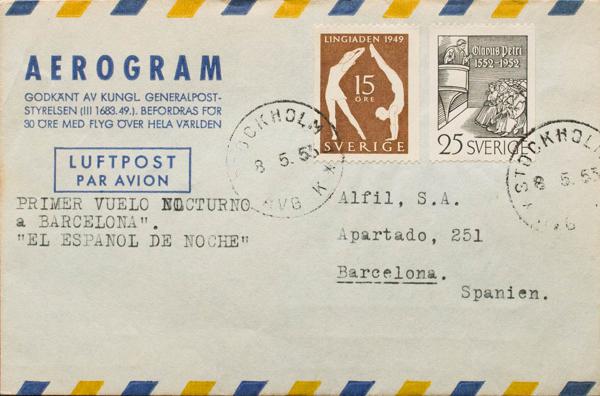 AEROGRAM
GODKÄNT AV KUNGL. GENERALPOST-
STYRELSEN (III 1683.49.). BEFORDRAS FÖR
30 ÖRE MED FLYG ÖVER HELA VÄRLDEN
LUFTPOST
PAR AVION
LINGIADEN 1949
15
ÖRE
SVERIGE
Olavus Petri
1552-1952
25 SVERIGE
STOCKHOLM
8 5.53
STOCKHOLM
8 5.53
PRIMER VUELO NOCTURNO
a BARCELONA".
"EL ESPANOL DE NOCHE"
Alfil, S.A.
Apartado, 251
Barcelona.
Spanien.